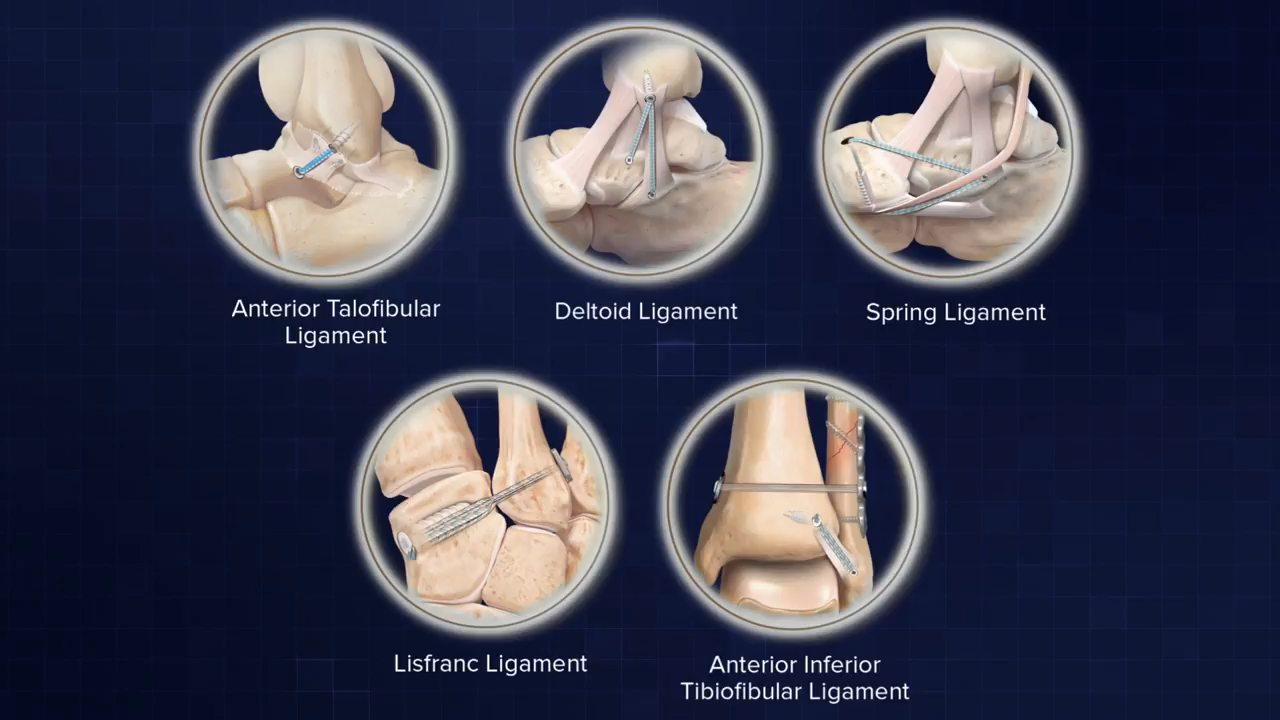 Anterior Talofibular
Ligament
Deltoid Ligament
Spring Ligament
Lisfranc Ligament
Anterior Inferior
Tibiofibular Ligament